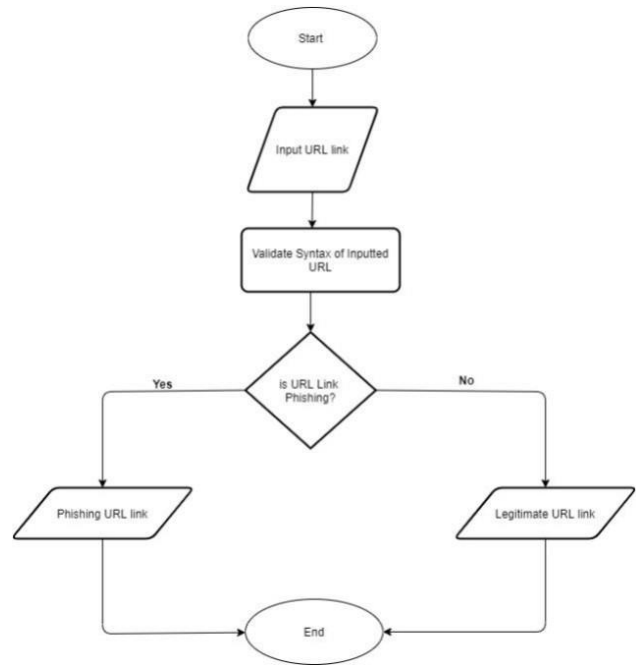 Start
Input URL link
Validate Syntax of Inputted
URL
is URL Link
Phishing?
Yes
No
Phishing URL link
Legitimate URL link
End